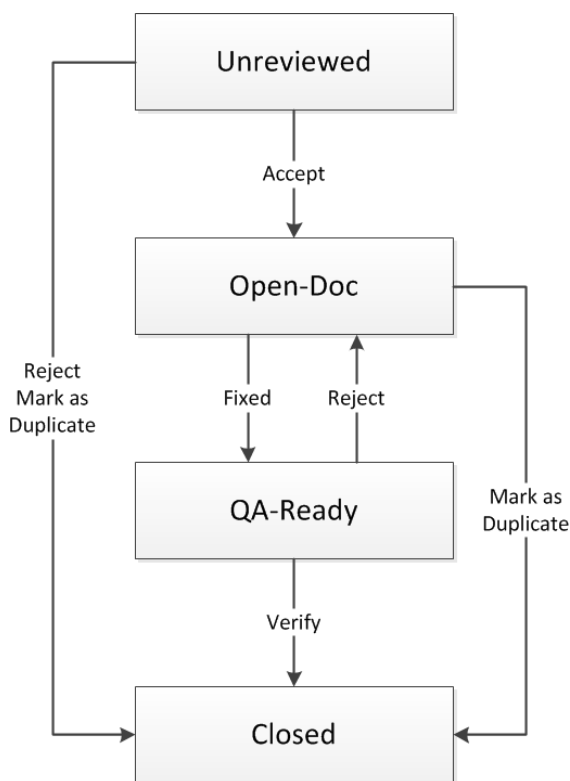 Unreviewed
Accept
Open-Doc
Reject
Mark as
Duplicate
Fixed
Reject
QA-Ready
Mark as
Duplicate
Verify
Closed